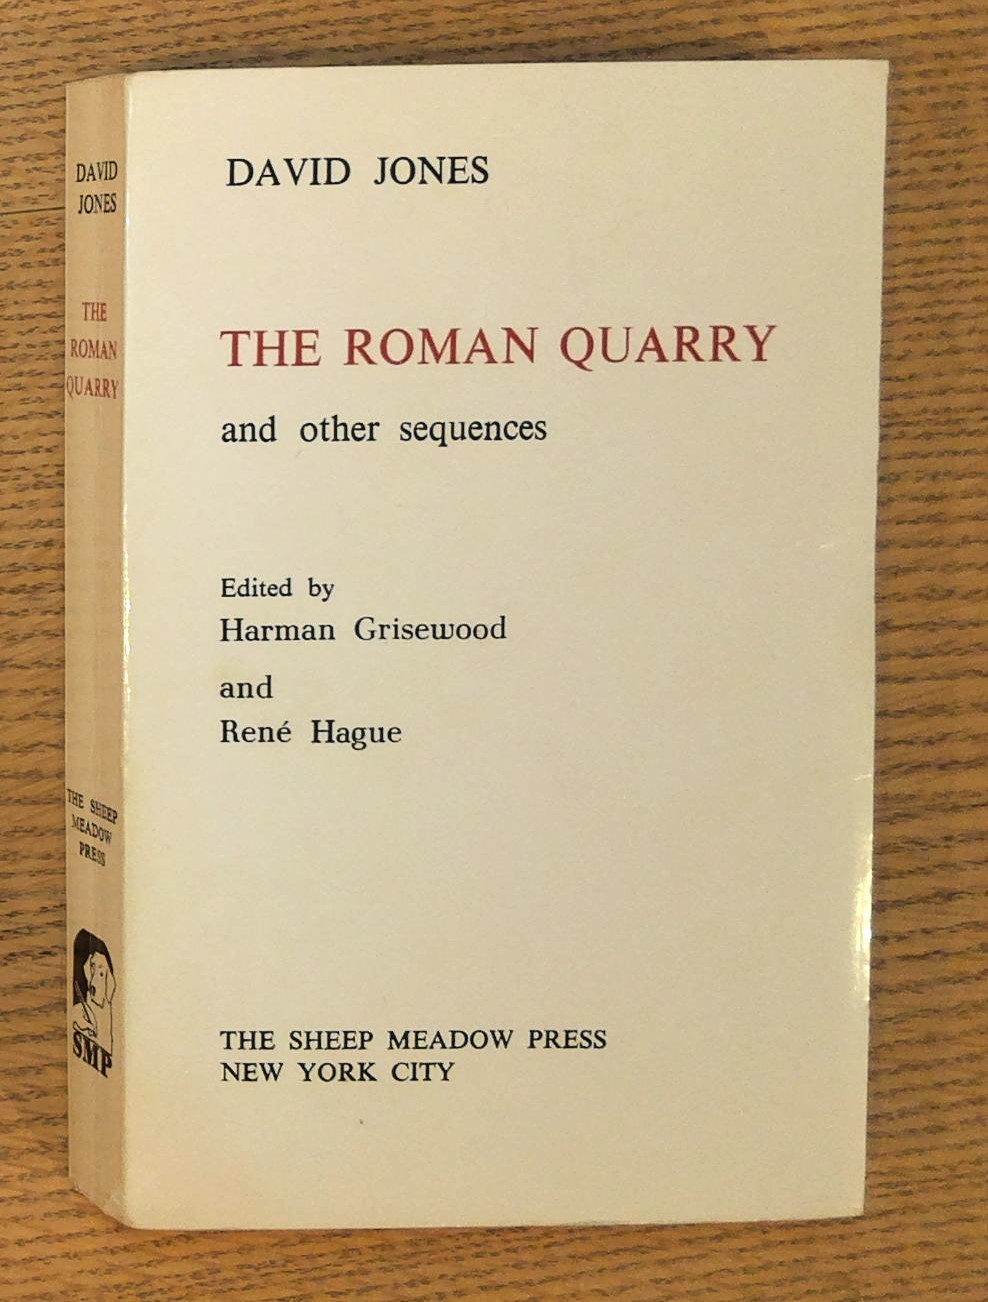 DAVID
JONES
THE
ROMAN
QUARRY
THE SHEEP
MEADOW
PRESS
SMP
DAVID JONES
THE ROMAN QUARRY
and other sequences
Edited by
Harman Grisewood
and
René Hague
THE SHEEP MEADOW PRESS
NEW YORK CITY